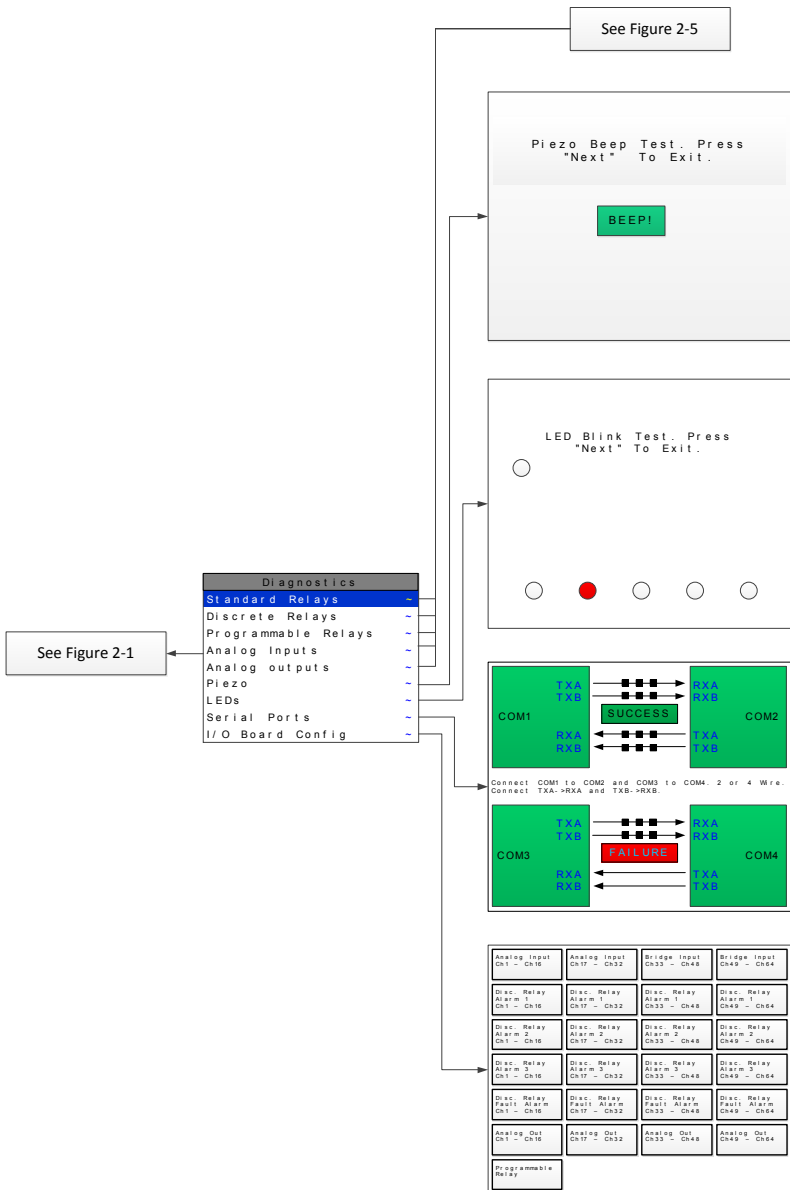 See Figure 2-5
Piezo Beep Test. Press
"Next" To Exit.
BEEP!
LED Blink Test. Press
"Next" To Exit.
Diagnostics
Standard Relays ~
Discrete Relays ~
Programmable Relays ~
Analog Inputs ~
Analog outputs ~
Piezo ~
LEDs ~
Serial Ports ~
I/O Board Config ~
See Figure 2-1
TXA RXA
TXB RXB
COM1 SUCCESS COM2
RXA TXA
RXB TXB
Connect COM1 to COM2 and COM3 to COM4. 2 or 4 Wire.
Connect TXA->RXA and TXB->RXB.
TXA RXA
TXB RXB
COM3 FAILURE COM4
RXA TXA
RXB TXB
Analog Input Analog Input Bridge Input Bridge Input
Ch1 – Ch16 Ch17 – Ch32 Ch33 – Ch48 Ch49 – Ch64
Disc. Relay Disc. Relay Disc. Relay Disc. Relay
Alarm 1 Alarm 1 Alarm 1 Alarm 1
Ch1 – Ch16 Ch17 – Ch32 Ch33 – Ch48 Ch49 – Ch64
Disc. Relay Disc. Relay Disc. Relay Disc. Relay
Alarm 2 Alarm 2 Alarm 2 Alarm 2
Ch1 – Ch16 Ch17 – Ch32 Ch33 – Ch48 Ch49 – Ch64
Disc. Relay Disc. Relay Disc. Relay Disc. Relay
Alarm 3 Alarm 3 Alarm 3 Alarm 3
Ch1 – Ch16 Ch17 – Ch32 Ch33 – Ch48 Ch49 – Ch64
Disc. Relay Disc. Relay Disc. Relay Disc. Relay
Fault Alarm Fault Alarm Fault Alarm Fault Alarm
Ch1 – Ch16 Ch17 – Ch32 Ch33 – Ch48 Ch49 – Ch64
Analog Out Analog Out Analog Out Analog Out
Ch1 – Ch16 Ch17 – Ch32 Ch33 – Ch48 Ch49 – Ch64
Programmable
Relay